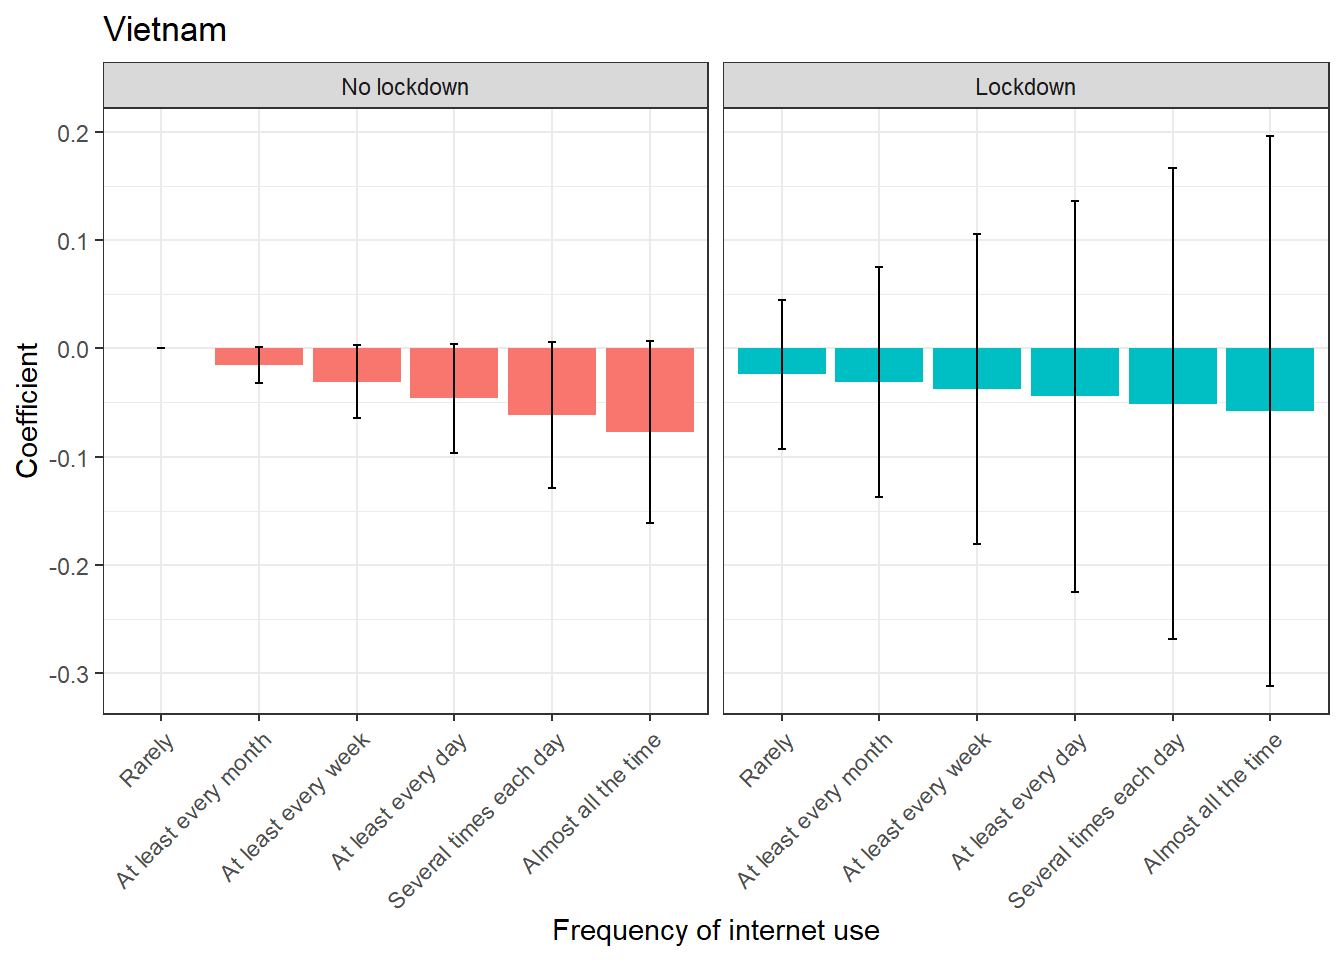 Vietnam
No lockdown
Lockdown
0.2
0.1
0.0
-0.1
-0.2
-0.3
Coefficient
Rarely
At least every month
At least every week
At least every day
Several times each day
Almost all the time
Rarely
At least every month
At least every week
At least every day
Several times each day
Almost all the time
Frequency of internet use